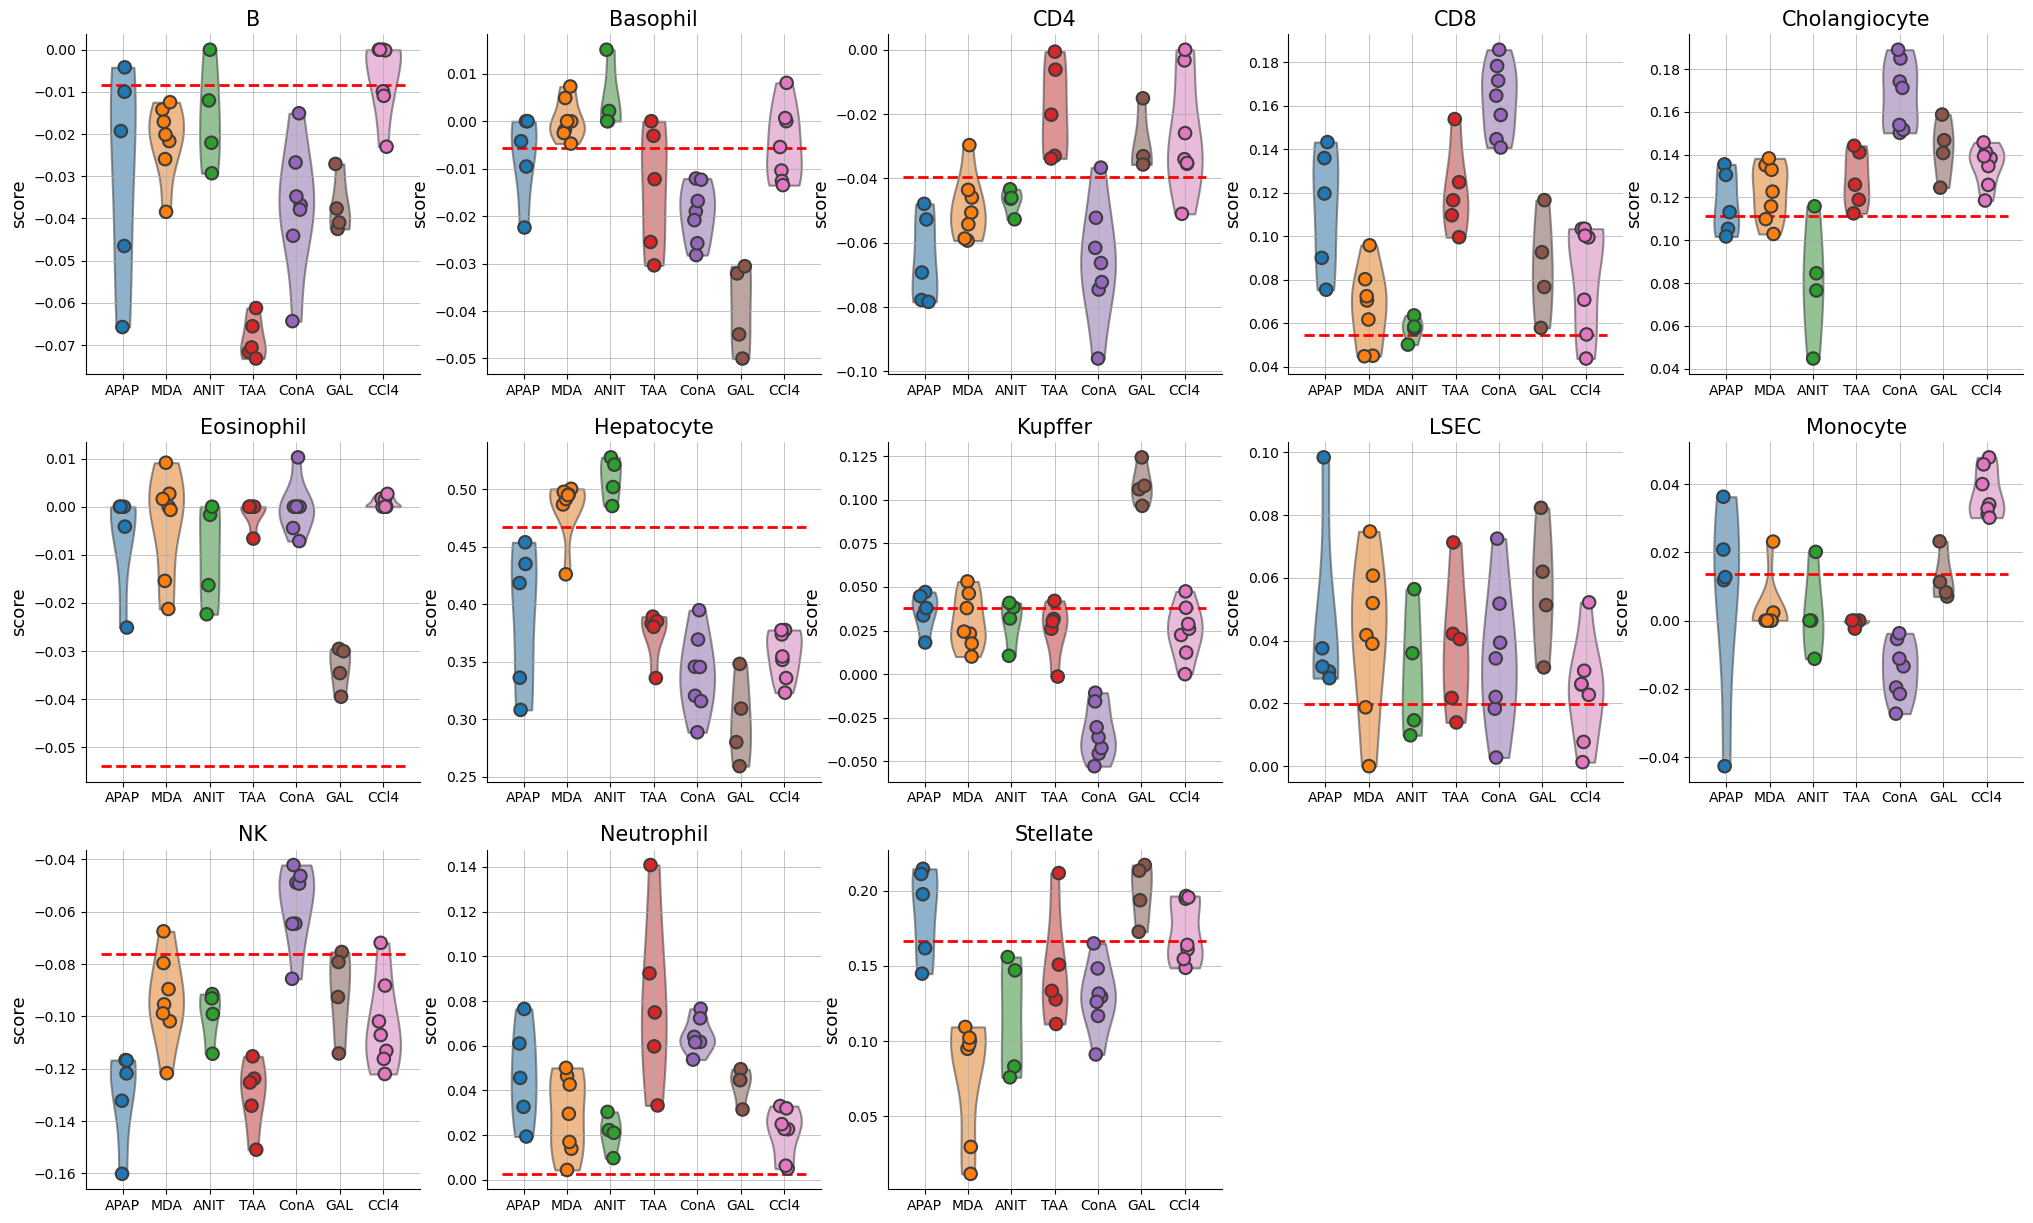 B
Basophil
CD4
CD8
Cholangiocyte
score
0.00
−0.01
−0.02
−0.03
−0.04
−0.05
−0.06
−0.07
APAP MDA ANIT TAA ConA GAL CCl4
score
0.01
0.00
−0.01
−0.02
−0.03
−0.04
−0.05
APAP MDA ANIT TAA ConA GAL CCl4
score
0.00
−0.02
−0.04
−0.06
−0.08
−0.10
APAP MDA ANIT TAA ConA GAL CCl4
0.18
0.16
0.14
0.12
0.10
0.08
0.06
0.04
APAP MDA ANIT TAA ConA GAL CCl4
score
0.18
0.16
0.14
0.12
0.10
0.08
0.06
0.04
APAP MDA ANIT TAA ConA GAL CCl4
score
Eosinophil
Hepatocyte
Kupffer
LSEC
Monocyte
score
0.01
0.00
−0.01
−0.02
−0.03
−0.04
−0.05
APAP MDA ANIT TAA ConA GAL CCl4
score
0.50
0.45
0.40
0.35
0.30
0.25
APAP MDA ANIT TAA ConA GAL CCl4
score
0.125
0.100
0.075
0.050
0.025
0.000
−0.025
−0.050
APAP MDA ANIT TAA ConA GAL CCl4
score
0.10
0.08
0.06
0.04
0.02
0.00
APAP MDA ANIT TAA ConA GAL CCl4
score
0.04
0.02
0.00
−0.02
−0.04
APAP MDA ANIT TAA ConA GAL CCl4
NK
Neutrophil
Stellate
score
−0.04
−0.06
−0.08
−0.10
−0.12
−0.14
−0.16
APAP MDA ANIT TAA ConA GAL CCl4
score
0.14
0.12
0.10
0.08
0.06
0.04
0.02
0.00
APAP MDA ANIT TAA ConA GAL CCl4
score
0.20
0.15
0.10
0.05
APAP MDA ANIT TAA ConA GAL CCl4